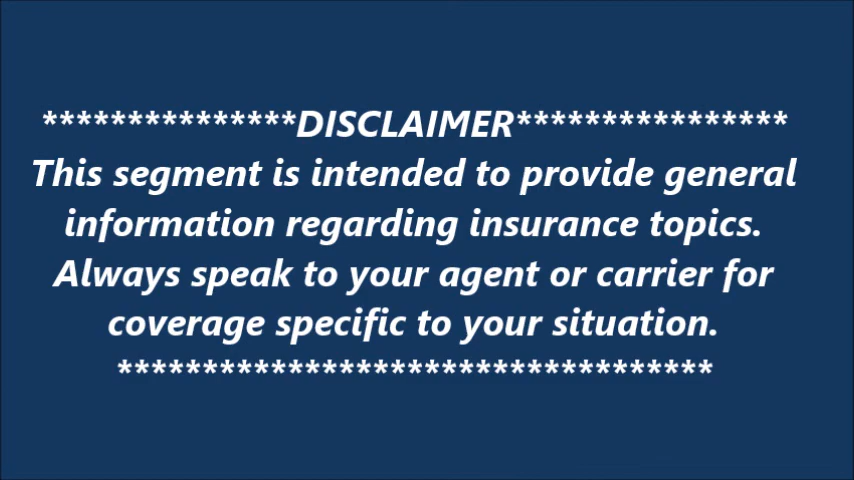 ***************DISCLAIMER****************
This segment is intended to provide general
information regarding insurance topics.
Always speak to your agent or carrier for
coverage specific to your situation.
***********************************